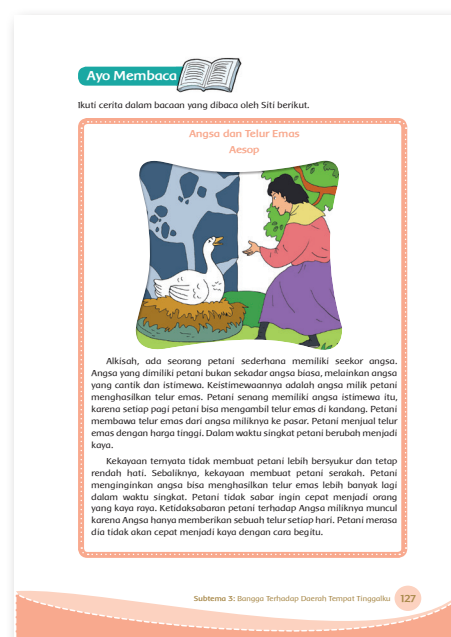 Ayo Membaca
Ikuti cerita dalam bacaan yang dibaca oleh Siti berikut.
Angsa dan Telur Emas
Aesop
Alkisah, ada seorang petani sederhana memiliki seekor angsa.
Angsa yang dimiliki petani bukan sekadar angsa biasa, melainkan angsa
yang cantik dan istimewa. Keistimewaannya adalah angsa milik petani
menghasilkan telur emas. Petani senang memiliki angsa istimewa itu,
karena setiap pagi petani bisa mengambil telur emas di kandang. Petani
membawa telur emas dari angsa miliknya ke pasar. Petani menjual telur
emas dengan harga tinggi. Dalam waktu singkat petani berubah menjadi
kaya.
Kekayaan ternyata tidak membuat petani lebih bersyukur dan tetap
rendah hati. Sebaliknya, kekayaan membuat petani serakah. Petani
menginginkan angsa bisa menghasilkan telur emas lebih banyak lagi
dalam waktu singkat. Petani tidak sabar ingin cepat menjadi orang
yang kaya raya. Ketidaksabaran petani terhadap Angsa miliknya muncul
karena Angsa hanya memberikan sebuah telur setiap hari. Petani merasa
dia tidak akan cepat menjadi kaya dengan cara begitu.
Subtema 3: Bangga Terhadap Daerah Tempat Tinggalku 127